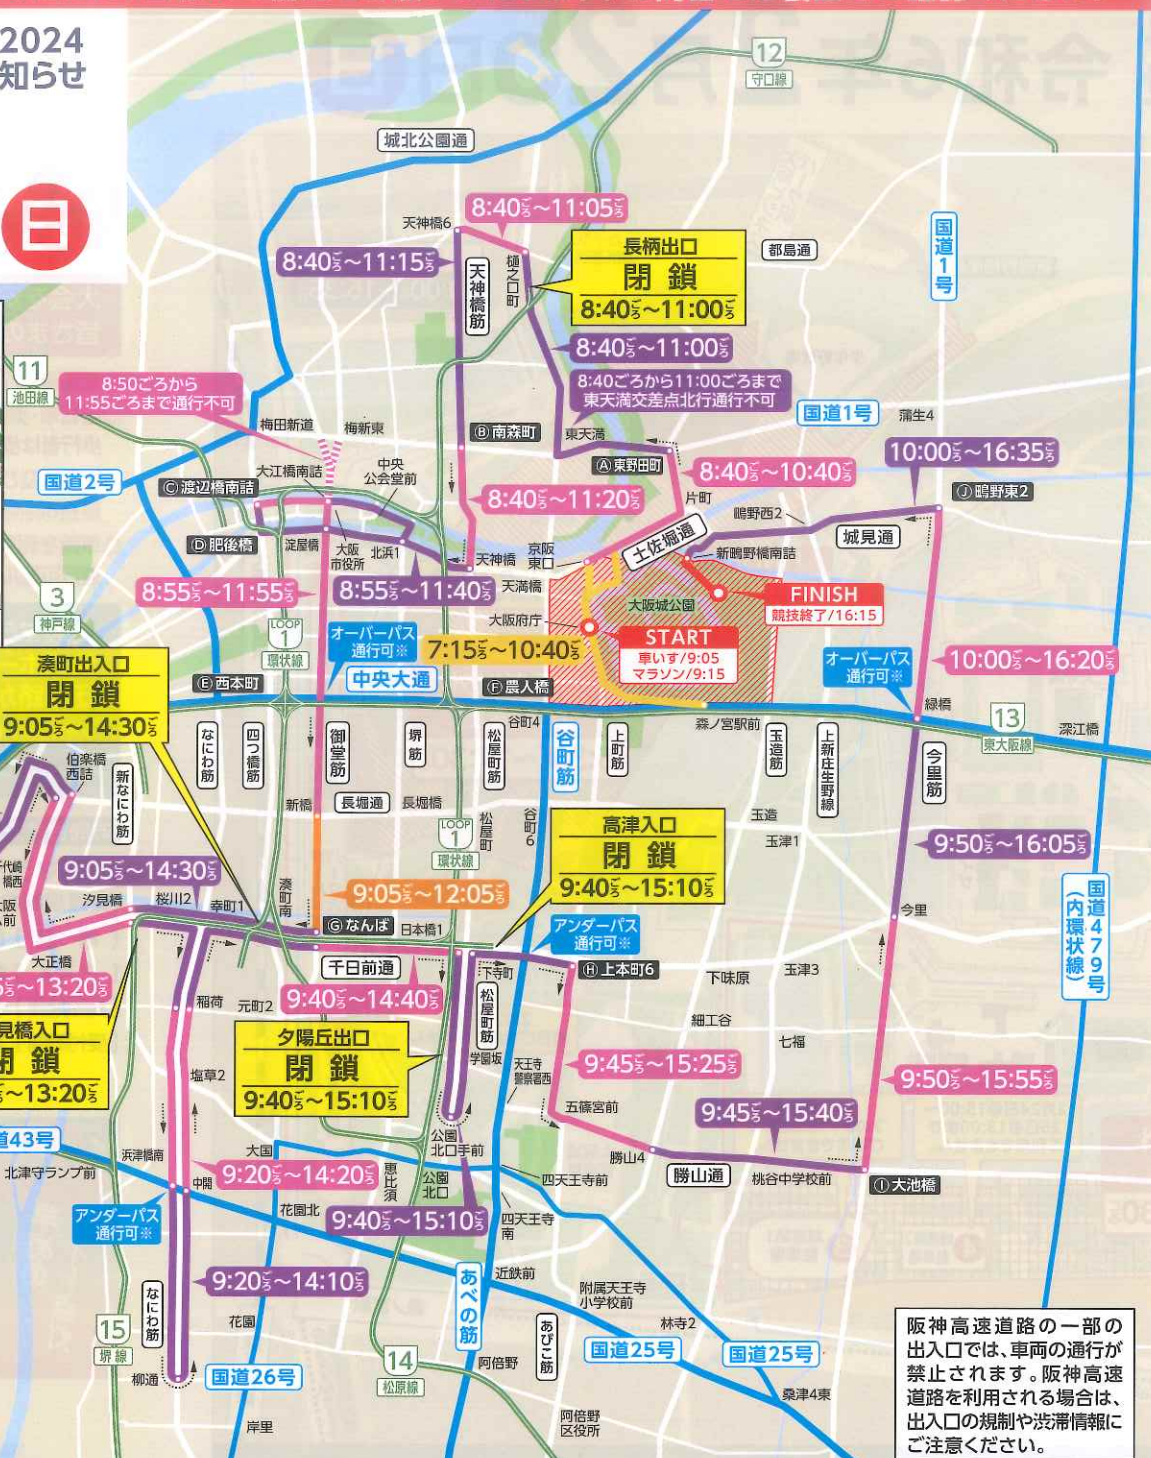 2024
知らせ
日
12
守口線
城北公園通
国道1号
天神橋6
8:40ごろ～11:05ごろ
8:40ごろ～11:15ごろ
天神橋筋
樋之口町
長柄出口
閉鎖
8:40ごろ～11:00ごろ
都島通
8:40ごろ～11:00ごろ
8:40ごろから11:00ごろまで
東天満交差点北行通行不可
11
池田線
8:50ごろから
11:55ごろまで通行不可
国道1号
蒲生4
梅田新道
梅新東
Ⓑ南森町
東天満
10:00ごろ～16:35ごろ
国道2号
大江橋南詰
中央
公会堂前
Ⓐ東野田町
8:40ごろ～10:40ごろ
Ⓒ渡辺橋南詰
8:40ごろ～11:20ごろ
片町
Ⓙ鴫野東2
鴫野西2
城見通
Ⓓ肥後橋
淀屋橋
大阪
市役所
北浜1
天神橋
京阪
東口
土佐堀通
新鴫野橋南詰
3
神戸線
8:55ごろ～11:55ごろ
8:55ごろ～11:40ごろ
天満橋
大阪城公園
FINISH
競技終了/16:15
大阪府庁
START
車いす/9:05
マラソン/9:15
LOOP
1
環状線
オーバーパス
通行可※
7:15ごろ～10:40ごろ
中央大通
オーバーパス
通行可※
10:00ごろ～16:20ごろ
湊町出入口
閉鎖
9:05ごろ～14:30ごろ
Ⓔ西本町
Ⓕ農人橋
緑橋
13
東大阪線
深江橋
谷町4
森ノ宮駅前
なにわ筋
四つ橋筋
御堂筋
堺筋
松屋町筋
谷町筋
上町筋
玉造筋
上新庄生野線
今里筋
伯楽橋
西詰
新なにわ筋
新橋
長堀通
長堀橋
松屋町
谷町6
LOOP
1
環状線
高津入口
閉鎖
9:40ごろ～15:10ごろ
玉造
玉津1
9:50ごろ～16:05ごろ
千代崎
橋西
9:05ごろ～14:30ごろ
9:05ごろ～12:05ごろ
国道479号
(内環状線)
汐見橋
桜川2
幸町1
湊町南
Ⓖなんば
日本橋1
アンダーパス
通行可※
今里
大阪
前
大正橋
千日前通
下寺町
Ⓗ上本町6
下味原
玉津3
～13:20ごろ
稲荷
元町2
9:40ごろ～14:40ごろ
松屋町筋
細工谷
七福
見橋入口
閉鎖
～13:20ごろ
夕陽丘出口
閉鎖
9:40ごろ～15:10ごろ
学園坂
天王寺
警察署西
9:45ごろ～15:25ごろ
塩草2
9:50ごろ～15:55ごろ
五條宮前
9:45ごろ～15:40ごろ
道43号
浜津橋南
大国
公園
北口手前
北津守ランプ前
中開
9:20ごろ～14:20ごろ
恵比須
公園
北口
四天王寺前
勝山4
勝山通
桃谷中学校前
Ⓘ大池橋
アンダーパス
通行可※
花園北
9:40ごろ～15:10ごろ
四天王寺
南
9:20ごろ～14:10ごろ
あべの筋
近鉄前
附属天王寺
小学校前
なにわ筋
15
堺線
花園
あびこ筋
林寺2
国道25号
国道25号
柳通
国道26号
14
松原線
阿倍野
桑津4東
岸里
阿倍野
区役所
阪神高速道路の一部の
出入口では、車両の通行が
禁止されます。阪神高速
道路を利用される場合は、
出入口の規制や渋滞情報に
ご注意ください。